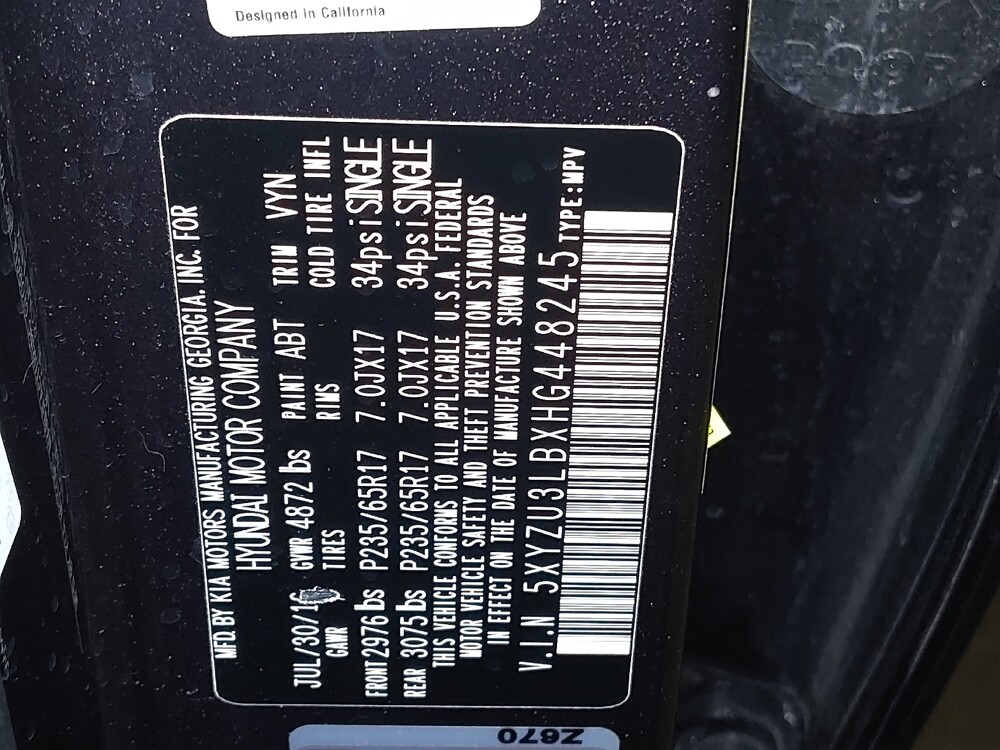 Designed in California
MFD. BY KIA MOTORS MANUFACTURING GEORGIA. INC. FOR
HYUNDAI MOTOR COMPANY
JUL/30/16 GVWR 4872 lbs PAINT ABT TRIM VYN
GAWR TIRES RIMS COLD TIRE INFL
FRONT 2976 lbs P235/65R17 7.0JX17 34psi SINGLE
REAR 3075 lbs P235/65R17 7.0JX17 34psi SINGLE
THIS VEHICLE CONFORMS TO ALL APPLICABLE U.S.A. FEDERAL
MOTOR VEHICLE SAFETY AND THEFT PREVENTION STANDARDS
IN EFFECT ON THE DATE OF MANUFACTURE SHOWN ABOVE
V.I.N 5XYZU3LBXHG448245 TYPE:MPV
Z670